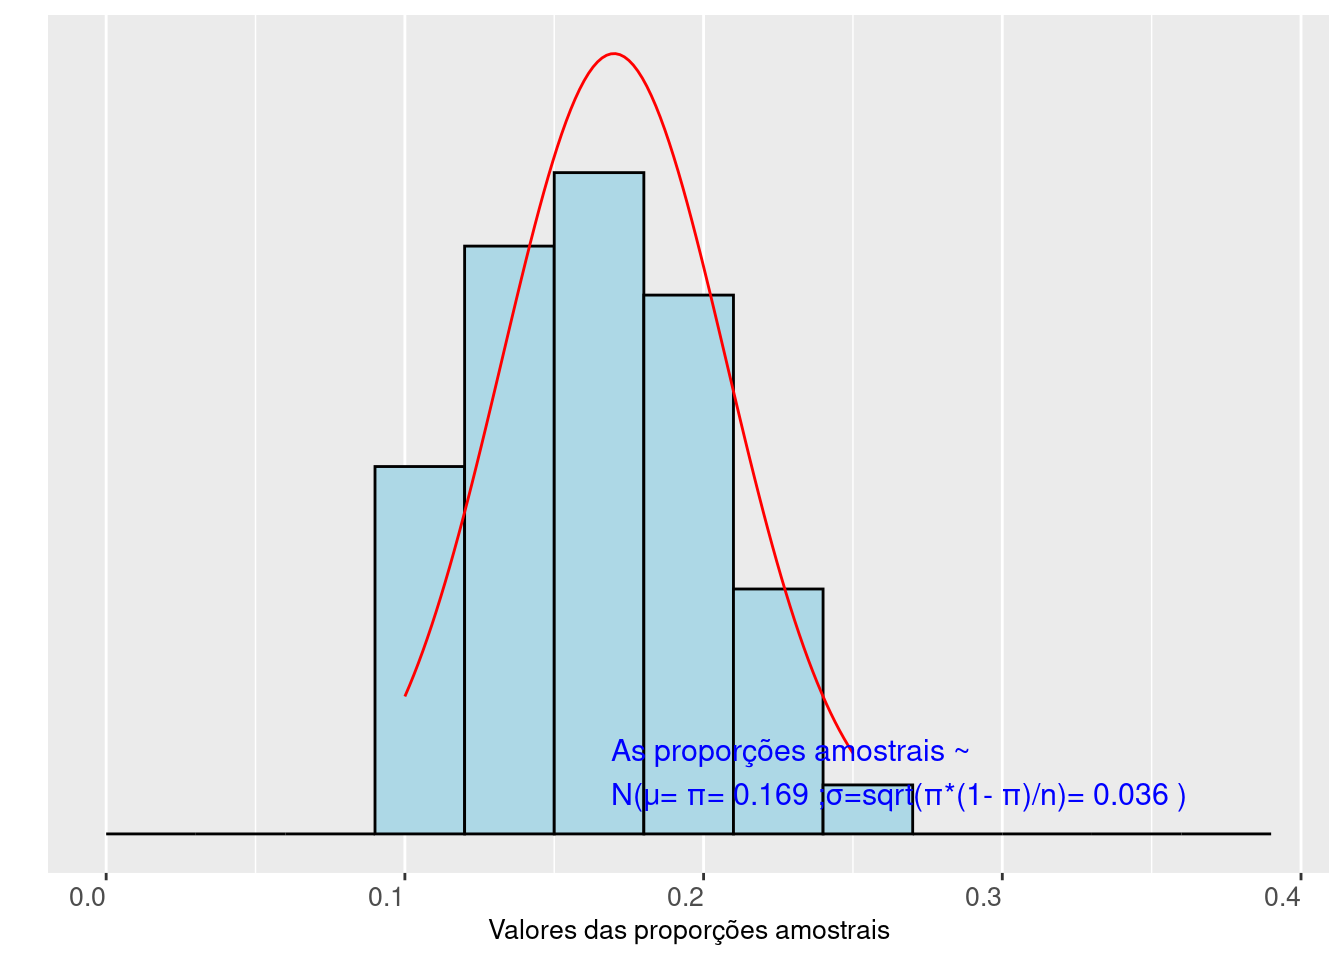 As proporções amostrais ~
N(μ= π= 0.169 ;σ=sqrt(π*(1- π)/n)= 0.036 )
0.0 0.1 0.2 0.3 0.4
Valores das proporções amostrais